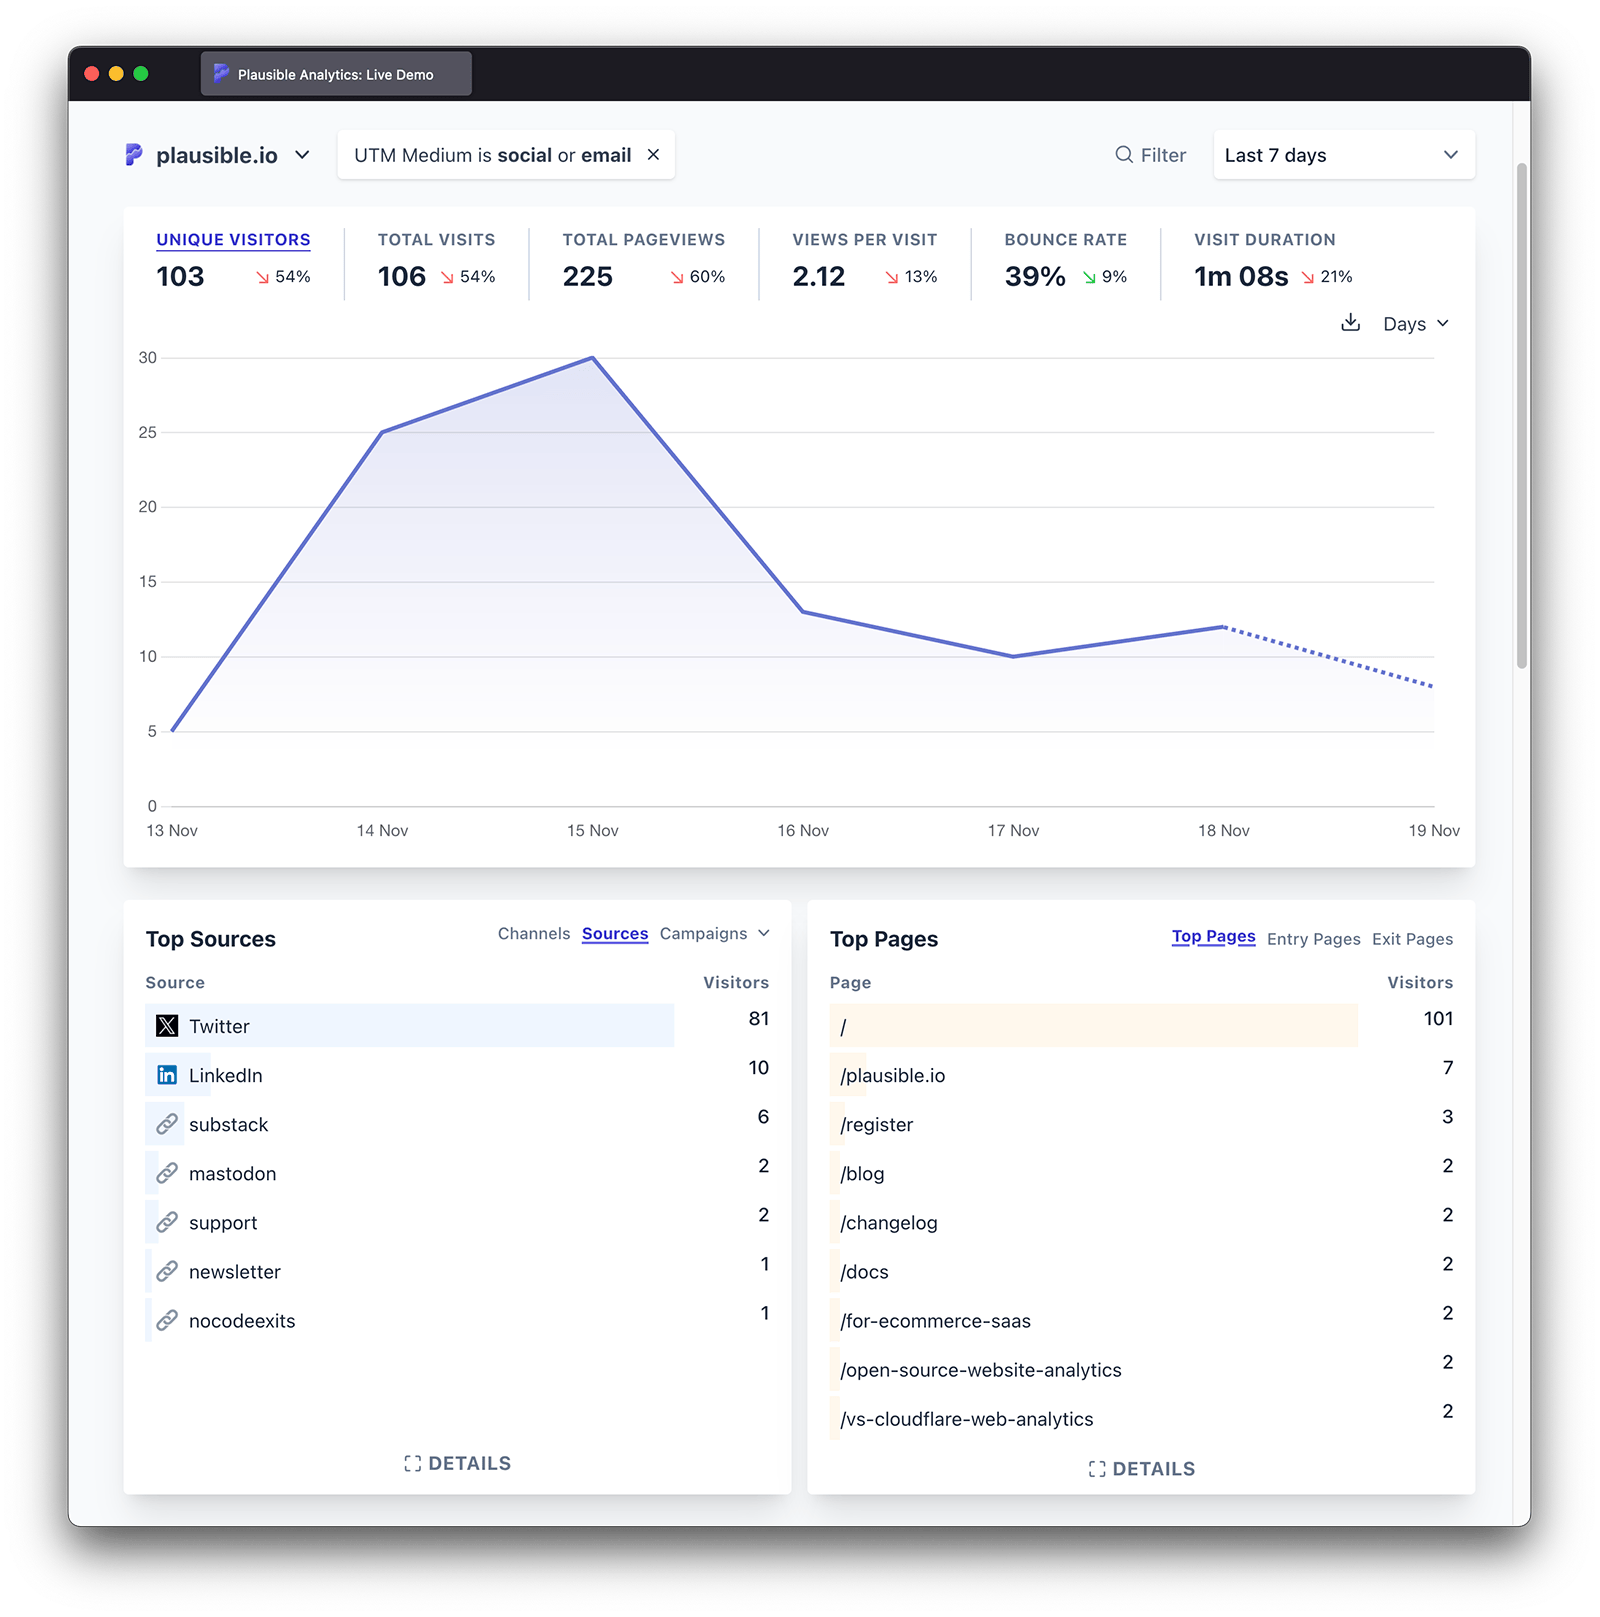 Plausible Analytics: Live Demo
plausible.io
UTM Medium is social or email
Filter
Last 7 days
UNIQUE VISITORS
103 54%
TOTAL VISITS
106 54%
TOTAL PAGEVIEWS
225 60%
VIEWS PER VISIT
2.12 13%
BOUNCE RATE
39% 9%
VISIT DURATION
1m 08s 21%
Days
30
25
20
15
10
5
0
13 Nov 14 Nov 15 Nov 16 Nov 17 Nov 18 Nov 19 Nov
Top Sources
Channels Sources Campaigns
Source Visitors
Twitter 81
LinkedIn 10
substack 6
mastodon 2
support 2
newsletter 1
nocodeexits 1
DETAILS
Top Pages
Top Pages Entry Pages Exit Pages
Page Visitors
/ 101
/plausible.io 7
/register 3
/blog 2
/changelog 2
/docs 2
/for-ecommerce-saas 2
/open-source-website-analytics 2
/vs-cloudflare-web-analytics 2
DETAILS